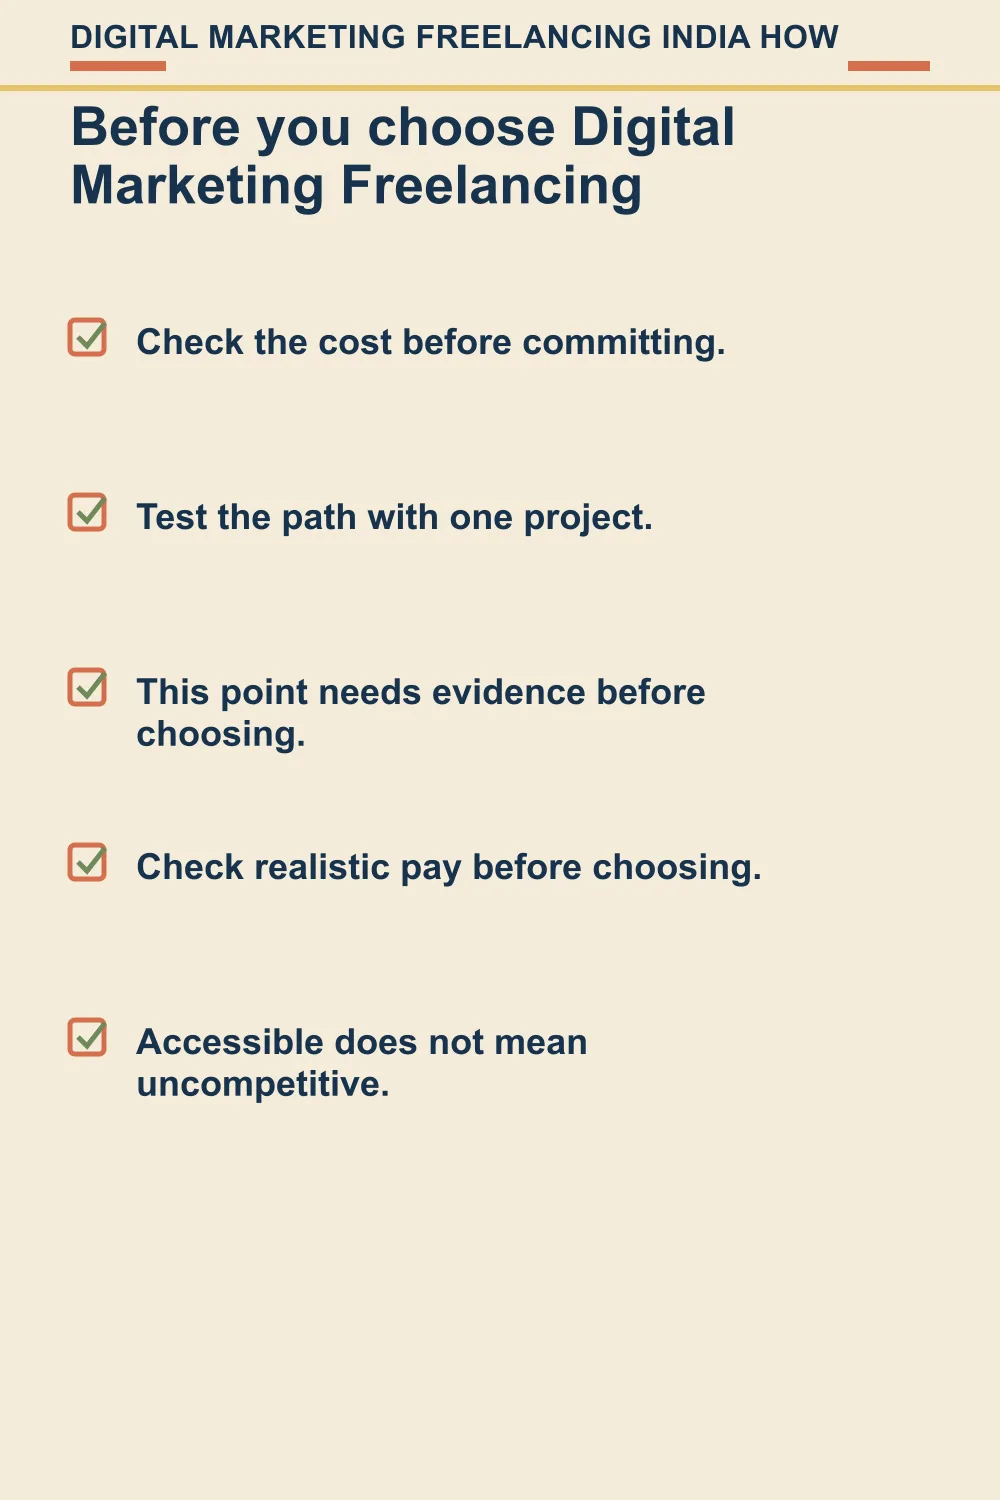 DIGITAL MARKETING FREELANCING INDIA HOW
Before you choose Digital
Marketing Freelancing
Check the cost before committing.
Test the path with one project.
This point needs evidence before
choosing.
Check realistic pay before choosing.
Accessible does not mean
uncompetitive.